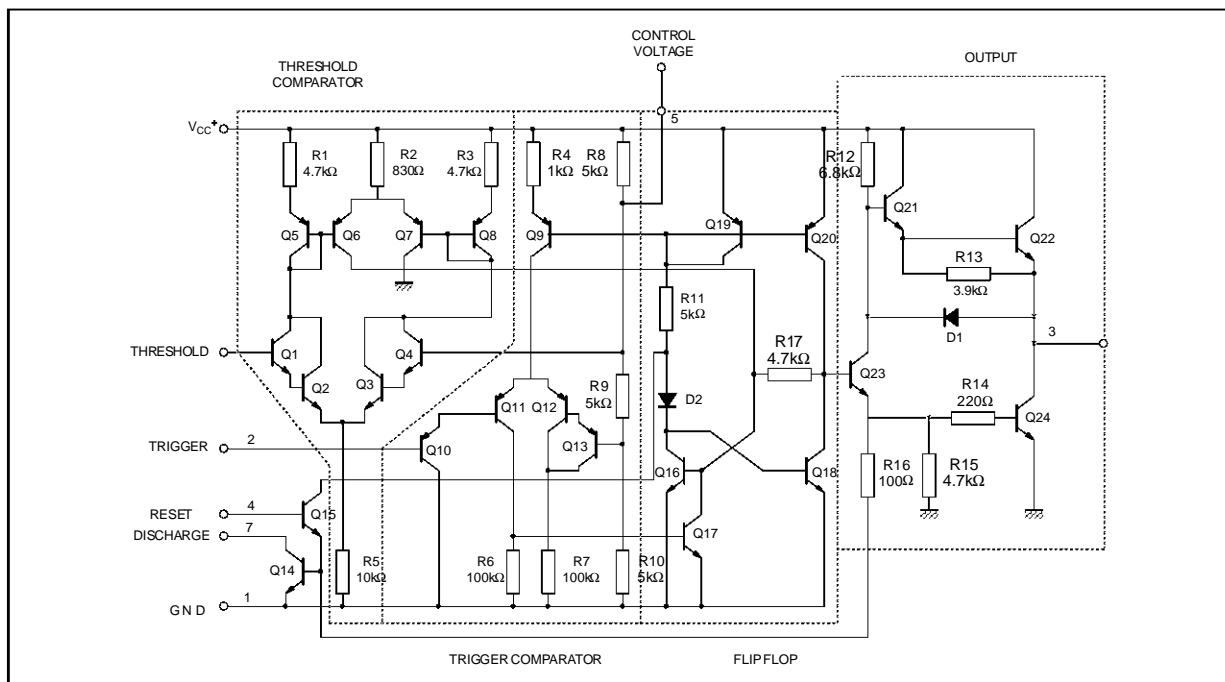 CONTROL
VOLTAGE
THRESHOLD
COMPARATOR
OUTPUT
5
VCC+
R1
4.7kΩ
R2
830Ω
R3
4.7kΩ
R4
1kΩ
R8
5kΩ
R12
6.8kΩ
Q5
Q6
Q7
Q8
Q9
Q19
Q20
Q21
Q22
R13
3.9kΩ
R11
5kΩ
D1
3
R17
4.7kΩ
THRESHOLD
Q1
Q2
Q3
Q4
Q23
R9
5kΩ
D2
R14
220Ω
Q11
Q12
Q24
TRIGGER
2
Q10
Q13
Q16
Q18
R16
100Ω
R15
4.7kΩ
RESET
4
Q15
DISCHARGE
7
Q17
Q14
R5
10kΩ
R6
100kΩ
R7
100kΩ
R10
5kΩ
GND
1
TRIGGER COMPARATOR
FLIP FLOP